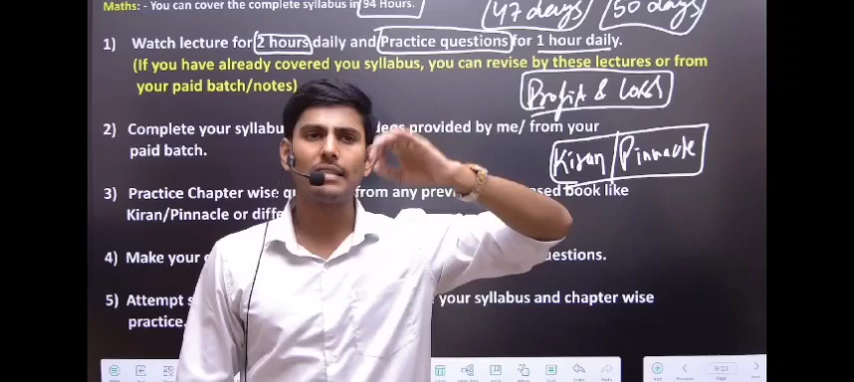 Maths: - You can cover the complete syllabus in 94 Hours.
47 days / 50 days
1) Watch lecture for 2 hours daily and Practice questions for 1 hour daily.
(If you have already covered you syllabus, you can revise by these lectures or from
your paid batch/notes)
Profit & Loss
2) Complete your syllabu provided by me/ from your
paid batch.
Kiran/Pinnacle
3) Practice Chapter wise from any book like
Kiran/Pinnacle or
4) Make your
5) Attempt your syllabus and chapter wise
practice.